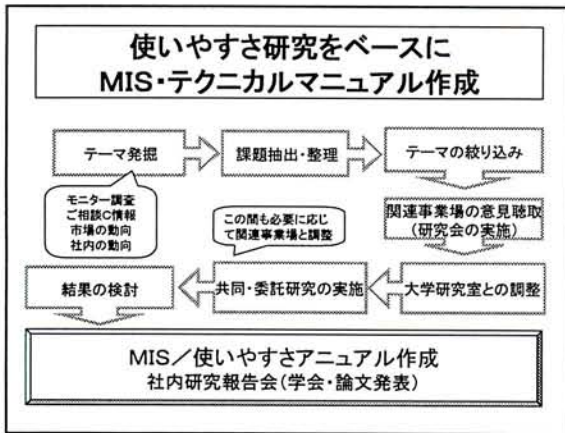 使いやすさ研究をベースに
MIS・テクニカルマニュアル作成
テーマ発掘
課題抽出・整理
テーマの絞り込み
モニター調査
ご相談C情報
市場の動向
社内の動向
この間も必要に応じ
て関連事業場と調整
関連事業場の意見聴取
(研究会の実施)
結果の検討
共同・委託研究の実施
大学研究室との調整
MIS/使いやすさアニュアル作成
社内研究報告会(学会・論文発表)